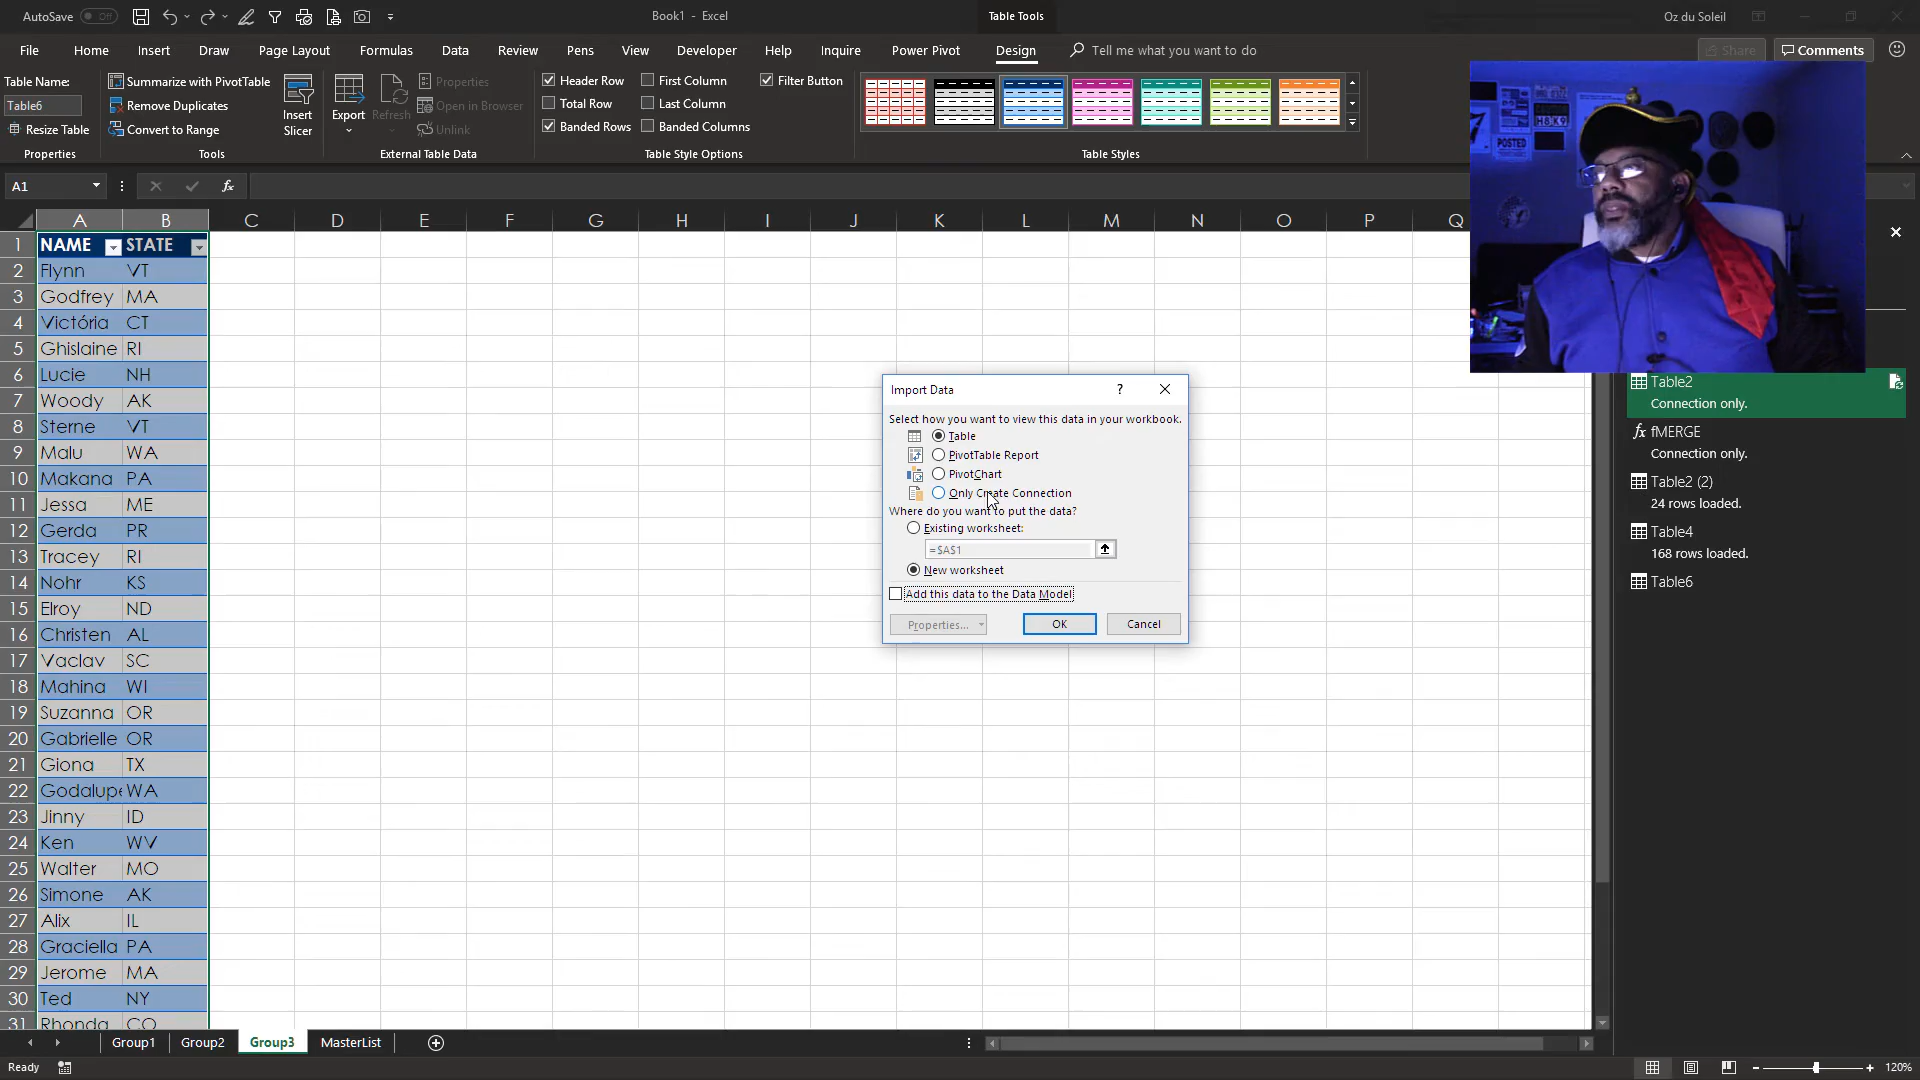 AutoSave Off
Book1 - Excel
Table Tools
Oz du Soleil
File Home Insert Draw Page Layout Formulas Data Review Pens View Developer Help Inquire Power Pivot Design Tell me what you want to do
Share Comments
Table Name:
Table6
Resize Table
Properties
Summarize with PivotTable
Remove Duplicates
Convert to Range
Tools
Insert
Slicer
Export
Refresh
Properties
Open in Browser
Unlink
External Table Data
Header Row
Total Row
Banded Rows
First Column
Last Column
Banded Columns
Filter Button
Table Style Options
Table Styles
POSTED
A1
fx
A B C D E F G H I J K L M N O P Q
1 NAME STATE
2 Flynn VT
3 Godfrey MA
4 Victória CT
5 Ghislaine RI
6 Lucie NH
7 Woody AK
8 Sterne VT
9 Malu WA
10 Makana PA
11 Jessa ME
12 Gerda PR
13 Tracey RI
14 Nohr KS
15 Elroy ND
16 Christen AL
17 Vaclav SC
18 Mahina WI
19 Suzanna OR
20 Gabrielle OR
21 Giona TX
22 Godalupe WA
23 Jinny ID
24 Ken WV
25 Walter MO
26 Simone AK
27 Alix IL
28 Graciella PA
29 Jerome MA
30 Ted NY
31 Rhonda CO
Import Data ?
Select how you want to view this data in your workbook.
Table
PivotTable Report
PivotChart
Only Create Connection
Where do you want to put the data?
Existing worksheet:
=$A$1
New worksheet
Add this data to the Data Model
Properties...
OK
Cancel
Table2
Connection only.
fx fMERGE
Connection only.
Table2 (2)
24 rows loaded.
Table4
168 rows loaded.
Table6
Group1 Group2 Group3 MasterList
Ready
120%